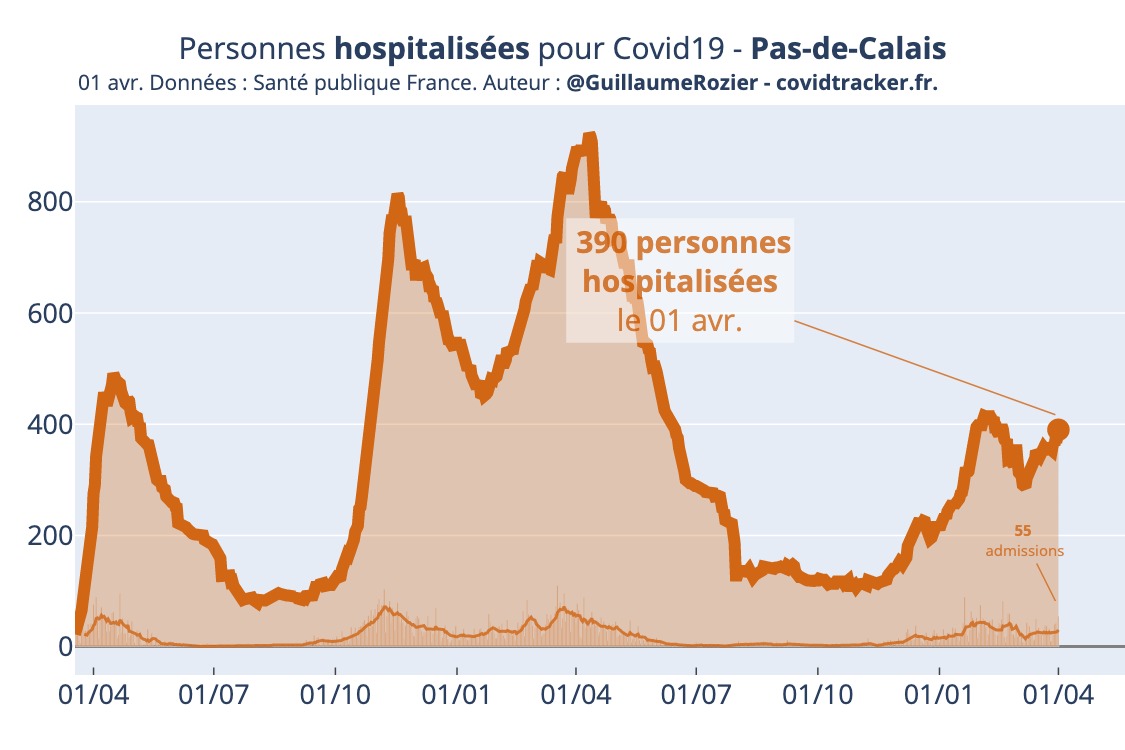 Personnes hospitalisées pour Covid19 - Pas-de-Calais
01 avr. Données : Santé publique France. Auteur : @GuillaumeRozier - covidtracker.fr.
800
600
400
200
0
390 personnes
hospitalisées
le 01 avr.
55
admissions
01/04
01/07
01/10
01/01
01/04
01/07
01/10
01/01
01/04